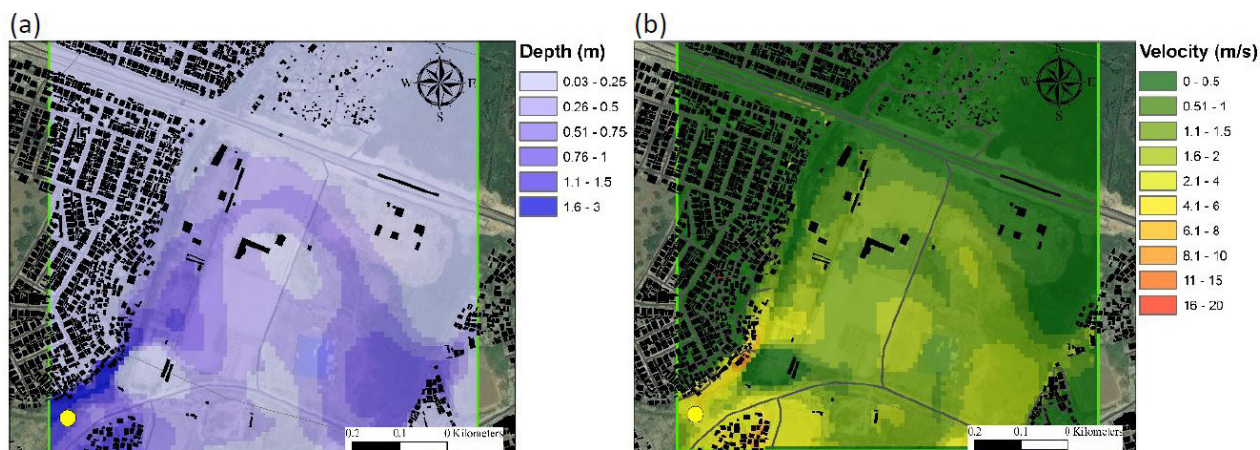 (a)
N
W E
S
Depth (m)
0.03 - 0.25
0.26 - 0.5
0.51 - 0.75
0.76 - 1
1.1 - 1.5
1.6 - 3
0.2 0.1 0 Kilometers
(b)
N
W E
S
Velocity (m/s)
0 - 0.5
0.51 - 1
1.1 - 1.5
1.6 - 2
2.1 - 4
4.1 - 6
6.1 - 8
8.1 - 10
11 - 15
16 - 20
0.2 0.1 0 Kilometers